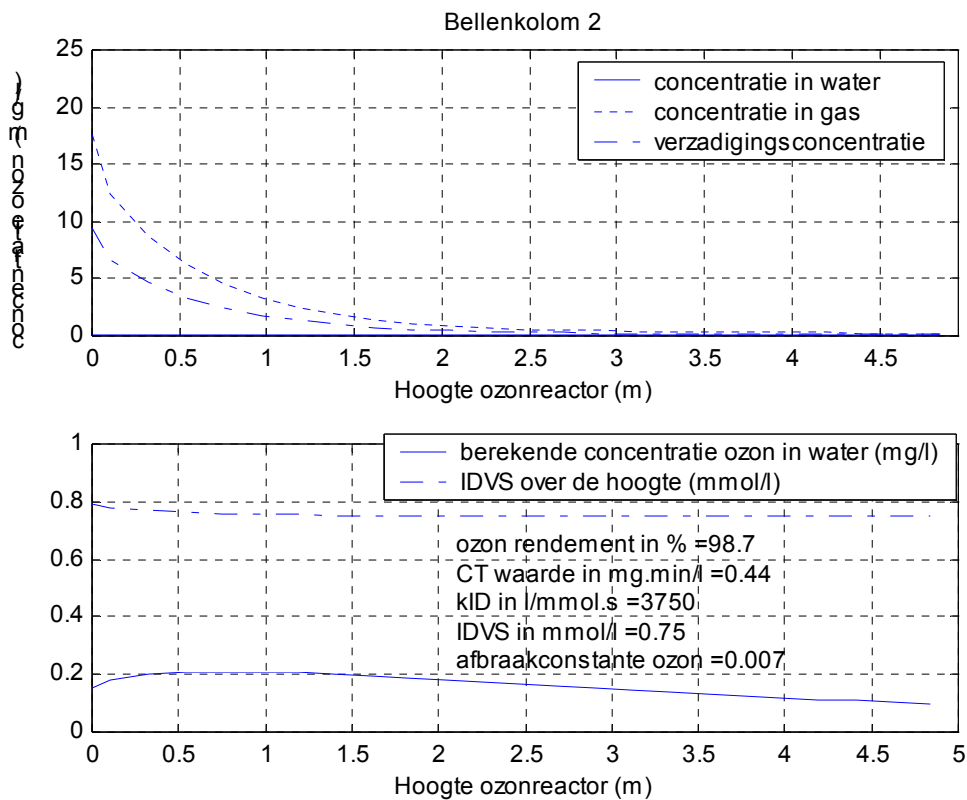 Bellenkolom 2
25
20
15
10
5
0
concentratie in water
concentratie in gas
verzadigingsconcentratie
0 0.5 1 1.5 2 2.5 3 3.5 4 4.5
Hoogte ozonreactor (m)
1
0.8
0.6
0.4
0.2
0
berekende concentratie ozon in water (mg/l)
IDVS over de hoogte (mmol/l)
ozon rendement in % =98.7
CT waarde in mg.min/l =0.44
kID in l/mmol.s =3750
IDVS in mmol/l =0.75
afbraakconstante ozon =0.007
0 0.5 1 1.5 2 2.5 3 3.5 4 4.5 5
Hoogte ozonreactor (m)